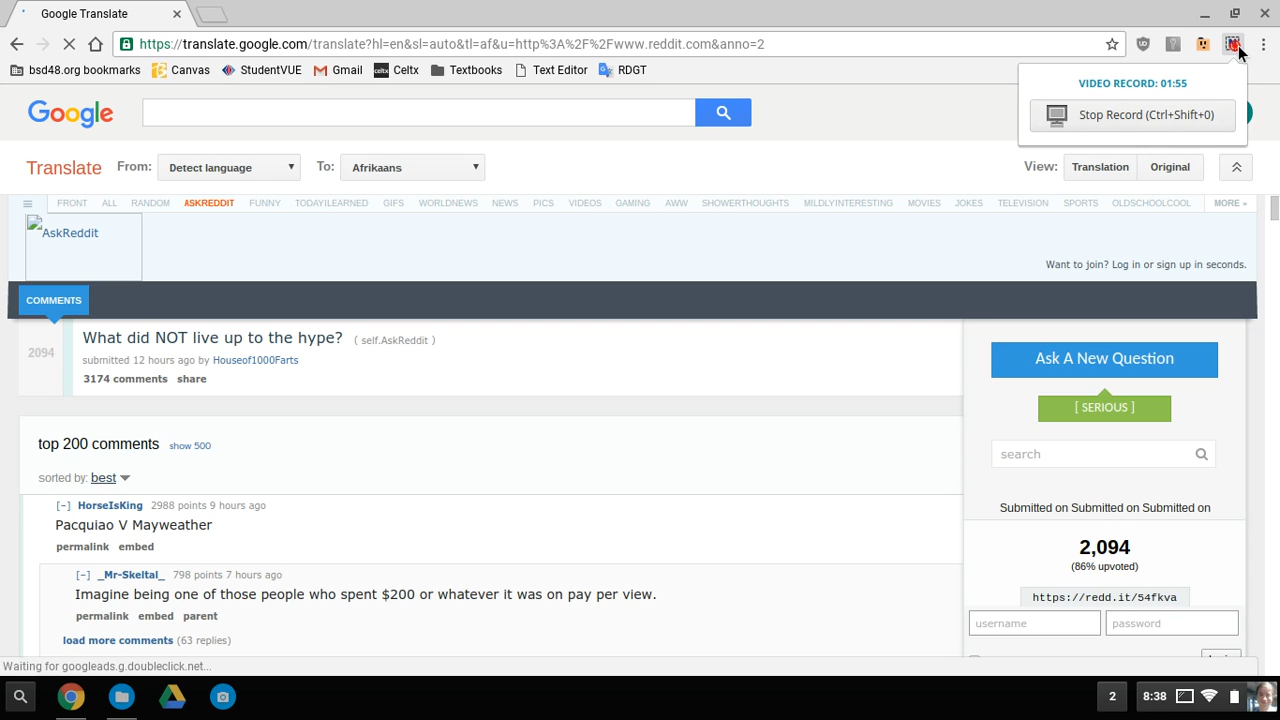 Google Translate
https://translate.google.com/translate?hl=en&sl=auto&tl=af&u=http%3A%2F%2Fwww.reddit.com&anno=2
bsd48.org bookmarks Canvas StudentVUE Gmail celtx Celtx Textbooks Text Editor RDGT
VIDEO RECORD: 01:55
Stop Record (Ctrl+Shift+0)
Google
Translate From: Detect language To: Afrikaans View: Translation Original
FRONT ALL RANDOM ASKREDDIT FUNNY TODAYILEARNED GIFS WORLDNEWS NEWS PICS VIDEOS GAMING AWW SHOWERTHOUGHTS MILDLYINTERESTING MOVIES JOKES TELEVISION SPORTS OLDSCHOOLCOOL MORE »
AskReddit
Want to join? Log in or sign up in seconds.
COMMENTS
2094
What did NOT live up to the hype? ( self.AskReddit )
submitted 12 hours ago by Houseof1000Farts
3174 comments share
Ask A New Question
[ SERIOUS ]
top 200 comments show 500
search
sorted by: best
[–] HorseIsKing 2988 points 9 hours ago
Pacquiao V Mayweather
permalink embed
Submitted on Submitted on Submitted on
2,094
(86% upvoted)
https://redd.it/54fkva
username password
[–] _Mr-Skeltal_ 798 points 7 hours ago
Imagine being one of those people who spent $200 or whatever it was on pay per view.
permalink embed parent
load more comments (63 replies)
Waiting for googleads.g.doubleclick.net...
2 8:38